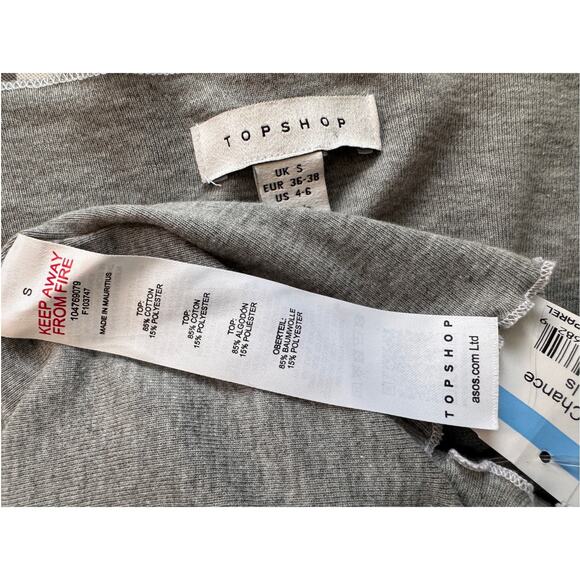 TOPSHOP
UK S
EUR 36-38
US 4-6
S
KEEP AWAY
FROM FIRE
104769079
F103747
MADE IN MAURITIUS
TOP:
85% COTTON
15% POLYESTER
TOP:
85% COTON
15% POLYESTER
TOP:
85% ALGODÓN
15% POLIÉSTER
OBERTEIL:
85% BAUMWOLLE
15% POLYESTER
TOPSHOP
asos.com Ltd
Chance